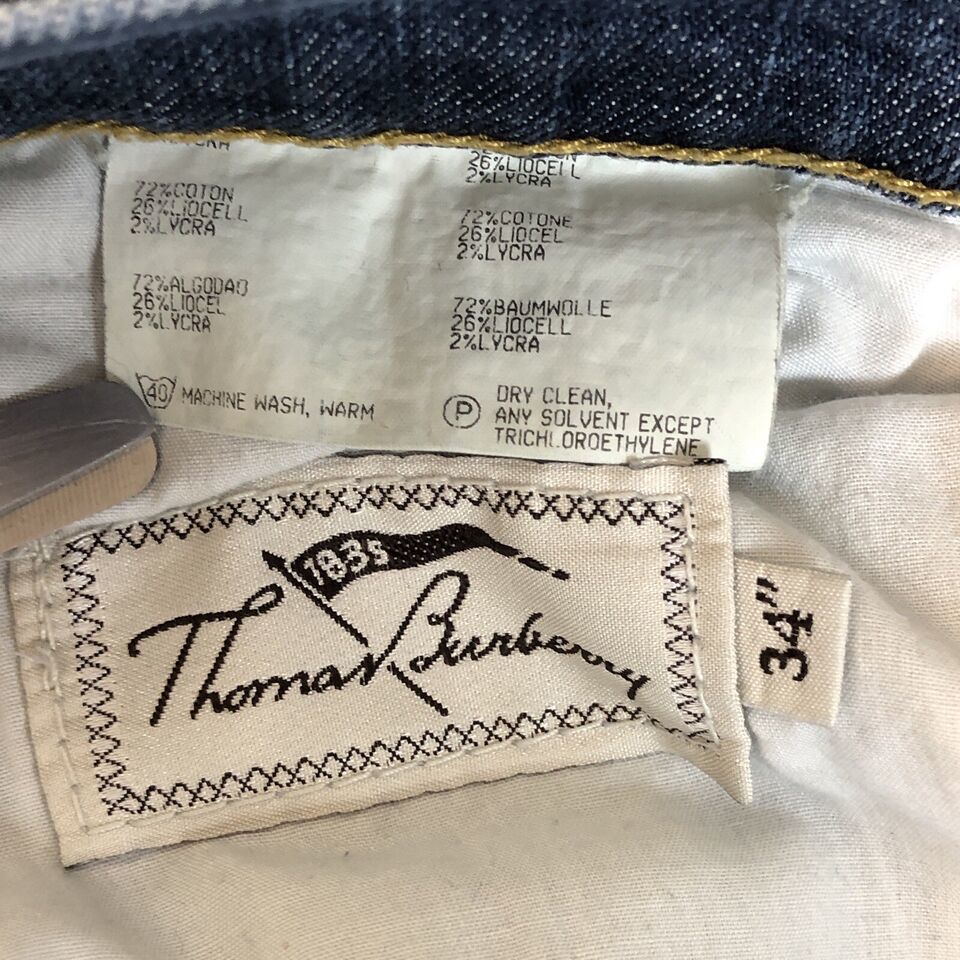 26%LIOCELL
2%LYCRA
72%COTON
26%LIOCELL
2%LYCRA
72%COTONE
26%LIOCEL
2%LYCRA
72%ALGODAO
26%LIOCEL
2%LYCRA
72%BAUMWOLLE
26%LIOCELL
2%LYCRA
40 MACHINE WASH, WARM
P DRY CLEAN,
ANY SOLVENT EXCEPT
TRICHLOROETHYLENE
1835
Thomas Burberry
34"